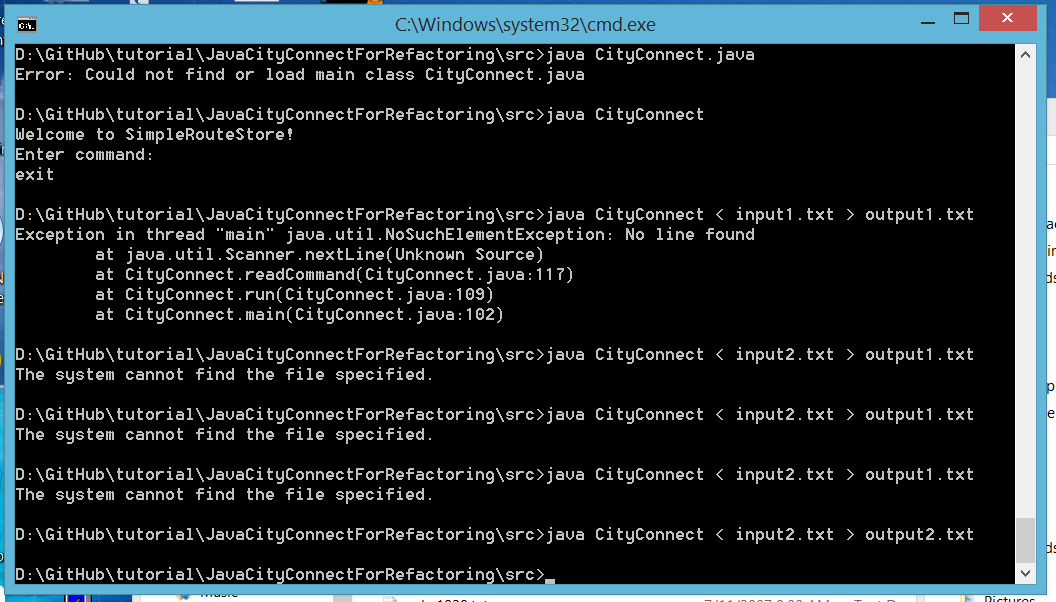 C:\Windows\system32\cmd.exe
D:\GitHub\tutorial\JavaCityConnectForRefactoring\src>java CityConnect.java
Error: Could not find or load main class CityConnect.java
D:\GitHub\tutorial\JavaCityConnectForRefactoring\src>java CityConnect
Welcome to SimpleRouteStore!
Enter command:
exit
D:\GitHub\tutorial\JavaCityConnectForRefactoring\src>java CityConnect < input1.txt > output1.txt
Exception in thread "main" java.util.NoSuchElementException: No line found
at java.util.Scanner.nextLine(Unknown Source)
at CityConnect.readCommand(CityConnect.java:117)
at CityConnect.run(CityConnect.java:109)
at CityConnect.main(CityConnect.java:102)
D:\GitHub\tutorial\JavaCityConnectForRefactoring\src>java CityConnect < input2.txt > output1.txt
The system cannot find the file specified.
D:\GitHub\tutorial\JavaCityConnectForRefactoring\src>java CityConnect < input2.txt > output1.txt
The system cannot find the file specified.
D:\GitHub\tutorial\JavaCityConnectForRefactoring\src>java CityConnect < input2.txt > output1.txt
The system cannot find the file specified.
D:\GitHub\tutorial\JavaCityConnectForRefactoring\src>java CityConnect < input2.txt > output2.txt
D:\GitHub\tutorial\JavaCityConnectForRefactoring\src>
Pictures